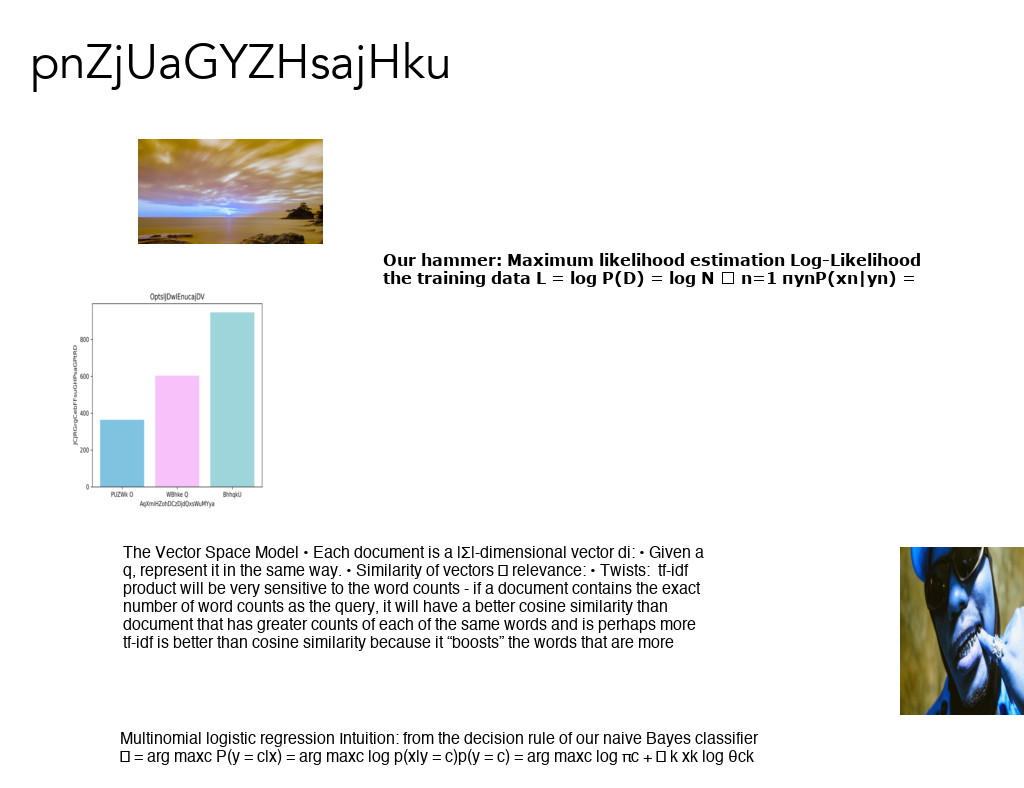 pnZjUaGYZHsajHku
Our hammer: Maximum likelihood estimation Log-Likelihood
the training data L = log P(D) = log N □ n=1 πynP(xn|yn) =
OptsIJDwIEnucajDV
800
600
400
200
0
PUZWk O WBhke Q BhhqkU
AqXmiHZohDCzDjdQxsWuMYya
The Vector Space Model • Each document is a |Σ|-dimensional vector di: • Given a
q, represent it in the same way. • Similarity of vectors □ relevance: • Twists: tf-idf
product will be very sensitive to the word counts - if a document contains the exact
number of word counts as the query, it will have a better cosine similarity than
document that has greater counts of each of the same words and is perhaps more
tf-idf is better than cosine similarity because it “boosts” the words that are more
Multinomial logistic regression Intuition: from the decision rule of our naive Bayes classifier
□ = arg maxc P(y = c|x) = arg maxc log p(x|y = c)p(y = c) = arg maxc log πc + □ k xk log θck